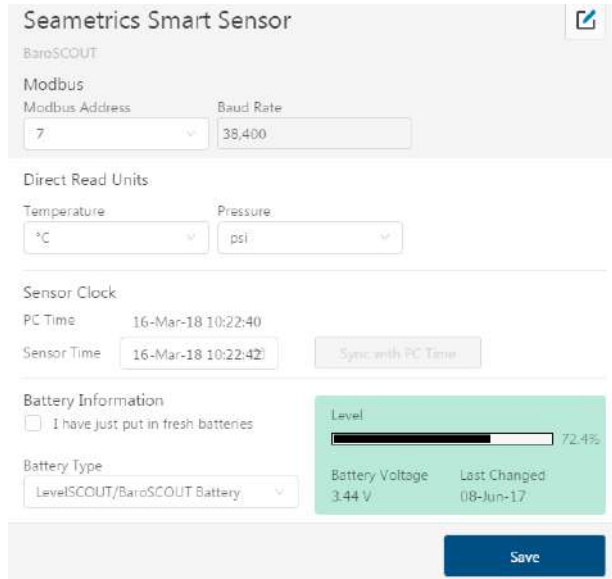 Seametrics Smart Sensor
BaroSCOUT
Modbus
Modbus Address Baud Rate
7 38,400
Direct Read Units
Temperature Pressure
°C psi
Sensor Clock
PC Time 16-Mar-18 10:22:40
Sensor Time 16-Mar-18 10:22:42 Sync with PC Time
Battery Information
I have just put in fresh batteries
Battery Type
LevelSCOUT/BaroSCOUT Battery
Level
72.4%
Battery Voltage Last Changed
3.44 V 08-Jun-17
Save